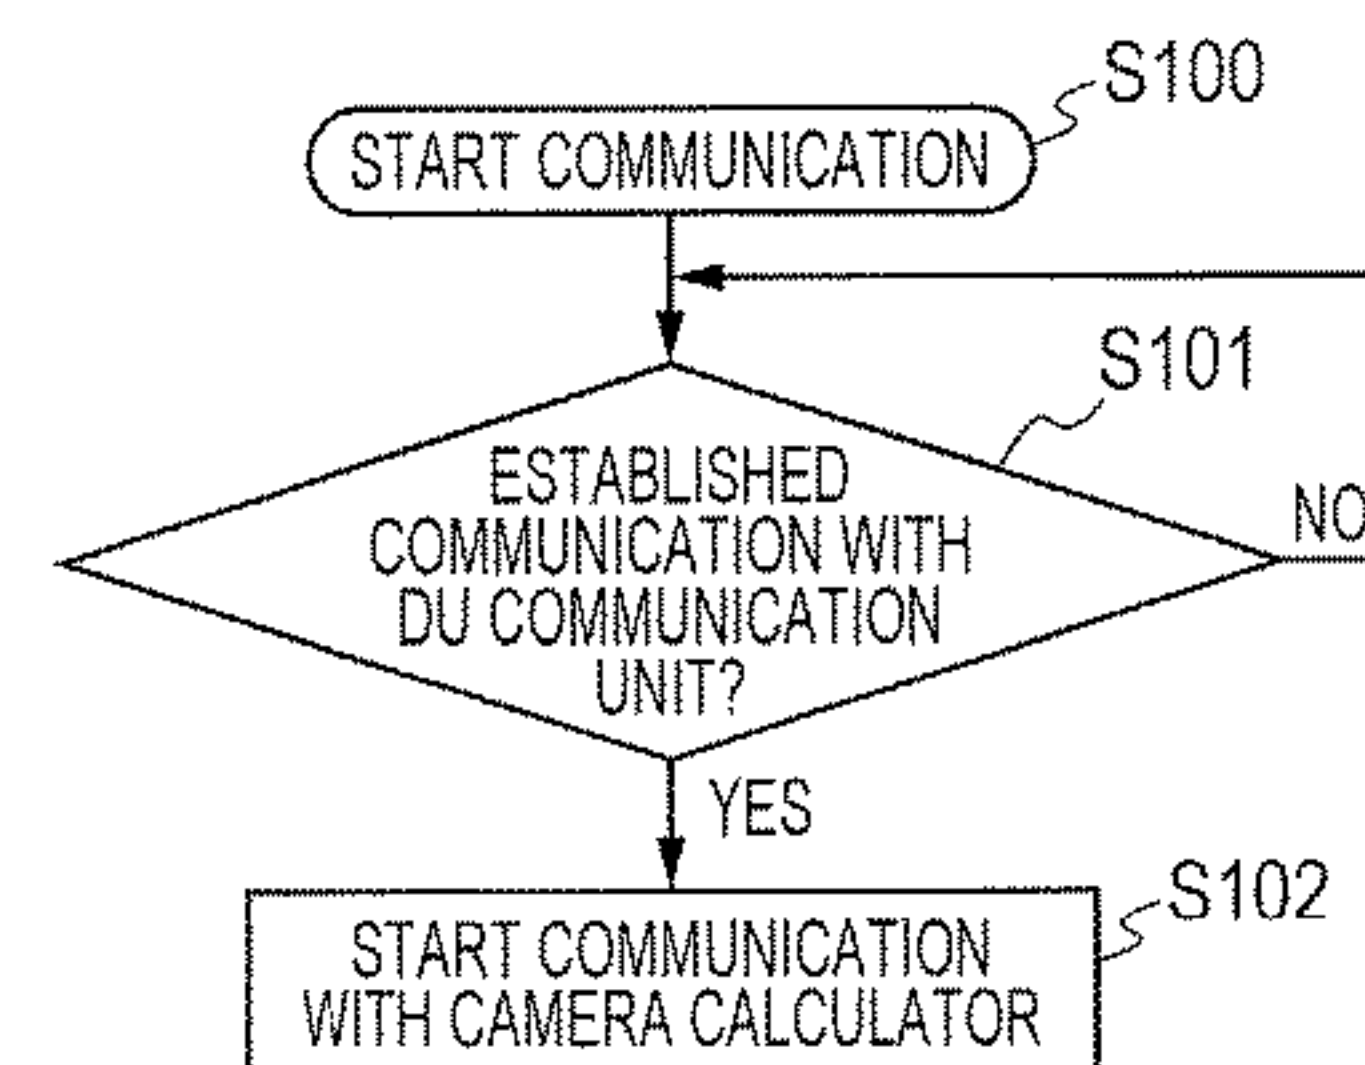 S100
START COMMUNICATION
S101
ESTABLISHED
COMMUNICATION WITH
DU COMMUNICATION
UNIT?
NO
YES
S102
START COMMUNICATION
WITH CAMERA CALCULATOR